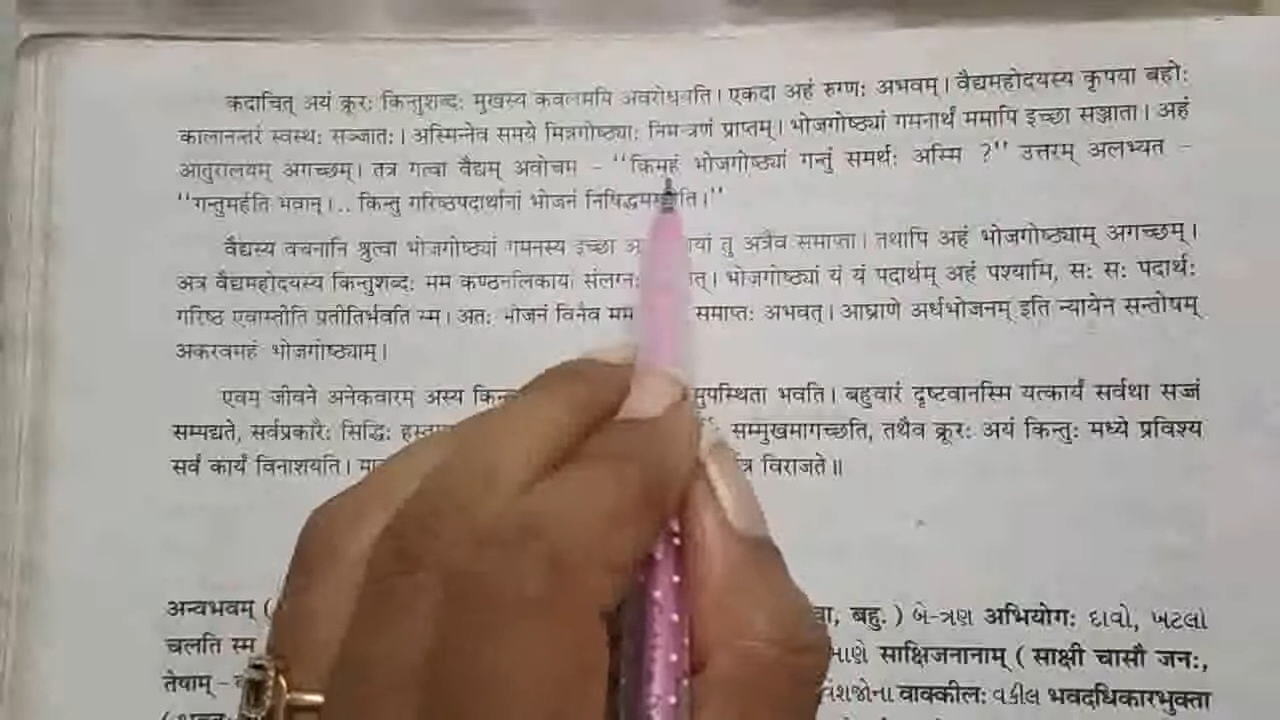 कदाचित् अयं क्रूरः किन्तुशब्दः मुखस्य कवलमपि अवरोधयति। एकदा अहं रुग्णः अभवम्। वैद्यमहोदयस्य कृपया बहोः
कालानन्तरं स्वस्थः सञ्जातः। अस्मिन्नेव समये मित्रगोष्ठ्याः निमन्त्रणं प्राप्तम्। भोजगोष्ठ्यां गमनार्थं ममापि इच्छा सञ्जाता। अहं
आतुरालयम् अगच्छम्। तत्र गत्वा वैद्यम् अवोचम - "किमहं भोजगोष्ठ्यां गन्तुं समर्थः अस्मि ?" उत्तरम् अलभ्यत -
"गन्तुमर्हति भवान्।.. किन्तु गरिष्ठपदार्थानां भोजनं
वैद्यस्य वचनानि श्रुत्वा भोजगोष्ठ्यां गमनस्य इच्छा तु अत्रैव समाप्ता। तथापि अहं भोजगोष्ठ्याम् अगच्छम्।
अत्र वैद्यमहोदयस्य किन्तुशब्दः मम कण्ठनलिकायां भोजगोष्ठ्यां यं यं पदार्थम् अहं पश्यामि, सः सः पदार्थः
गरिष्ठ एवास्तीति प्रतीतिर्भवति स्म। अतः भोजनं विनैव मम समाप्तः अभवत्। आघ्राणे अर्धभोजनम् इति न्यायेन सन्तोषम्
अकरवमहं भोजगोष्ठ्याम्।
एवम् जीवने अनेकवारम् अस्य भवति। बहुवारं दृष्टवानस्मि यत्कार्यं सर्वथा सज्जं
सम्पद्यते, सर्वप्रकारैः सिद्धिः सम्मुखमागच्छति, तथैव क्रूरः अयं किन्तुः मध्ये प्रविश्य
सर्वं कार्यं विनाशयति। विराजते॥
अन्वभवम् ( बहु. ) બે-ત્રણ अभियोगः દાવો, ખટલો
चलति स्म साक्षिजनानाम् ( साक्षी चासौ जनः,
तेषाम् - वाक्कीलः વકીલ भवदधिकारभुक्ता